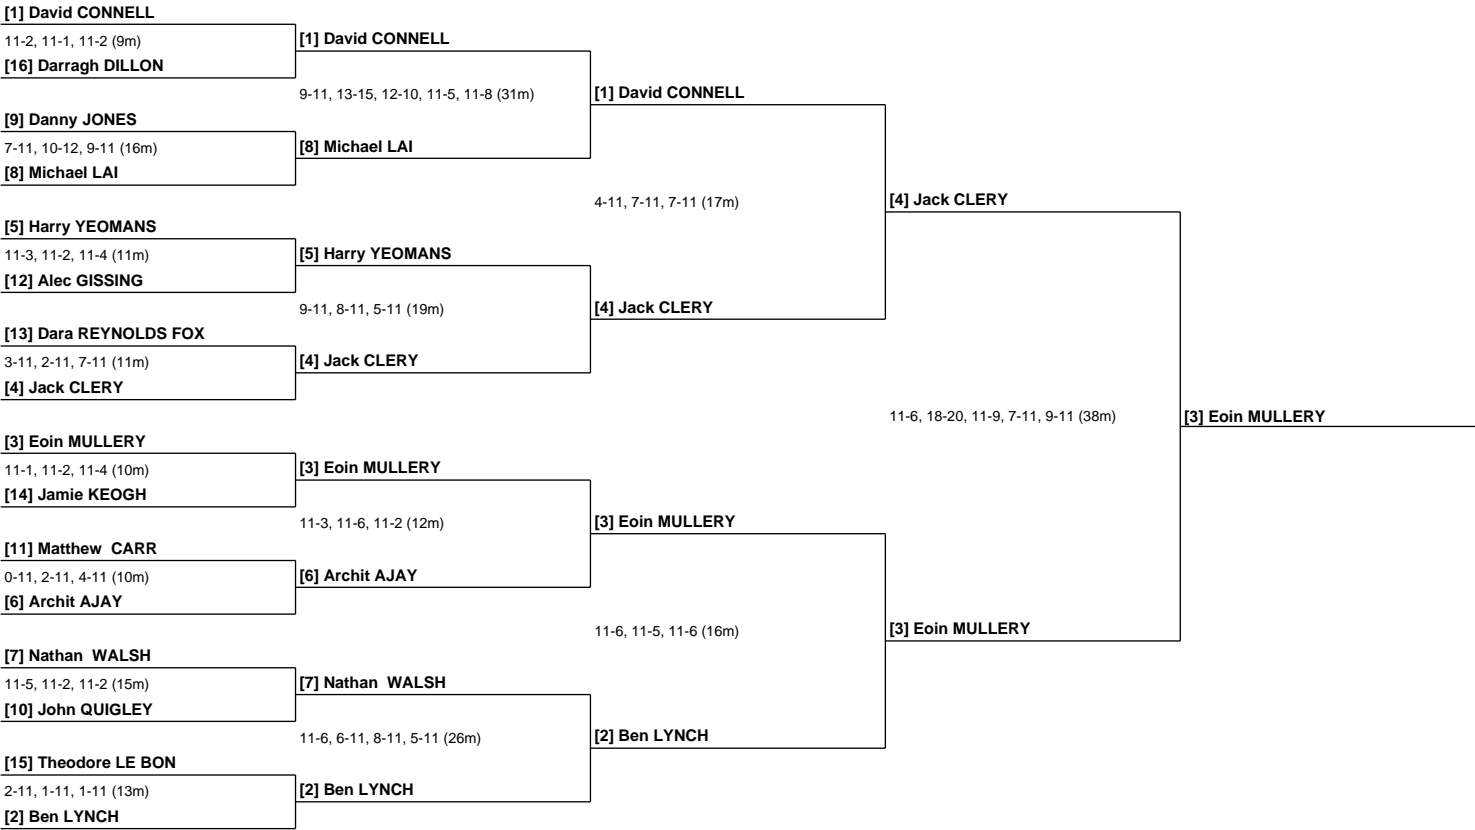 [1] David CONNELL
11-2, 11-1, 11-2 (9m)
[16] Darragh DILLON
[9] Danny JONES
7-11, 10-12, 9-11 (16m)
[8] Michael LAI
[5] Harry YEOMANS
11-3, 11-2, 11-4 (11m)
[12] Alec GISSING
[13] Dara REYNOLDS FOX
3-11, 2-11, 7-11 (11m)
[4] Jack CLERY
[3] Eoin MULLERY
11-1, 11-2, 11-4 (10m)
[14] Jamie KEOGH
[11] Matthew  CARR
0-11, 2-11, 4-11 (10m)
[6] Archit AJAY
[7] Nathan  WALSH
11-5, 11-2, 11-2 (15m)
[10] John QUIGLEY
[15] Theodore LE BON
2-11, 1-11, 1-11 (13m)
[2] Ben LYNCH
[1] David CONNELL
9-11, 13-15, 12-10, 11-5, 11-8 (31m)
[8] Michael LAI
[5] Harry YEOMANS
9-11, 8-11, 5-11 (19m)
[4] Jack CLERY
[3] Eoin MULLERY
11-3, 11-6, 11-2 (12m)
[6] Archit AJAY
[7] Nathan  WALSH
11-6, 6-11, 8-11, 5-11 (26m)
[2] Ben LYNCH
[1] David CONNELL
4-11, 7-11, 7-11 (17m)
[4] Jack CLERY
[3] Eoin MULLERY
11-6, 11-5, 11-6 (16m)
[2] Ben LYNCH
[4] Jack CLERY
11-6, 18-20, 11-9, 7-11, 9-11 (38m)
[3] Eoin MULLERY
[3] Eoin MULLERY